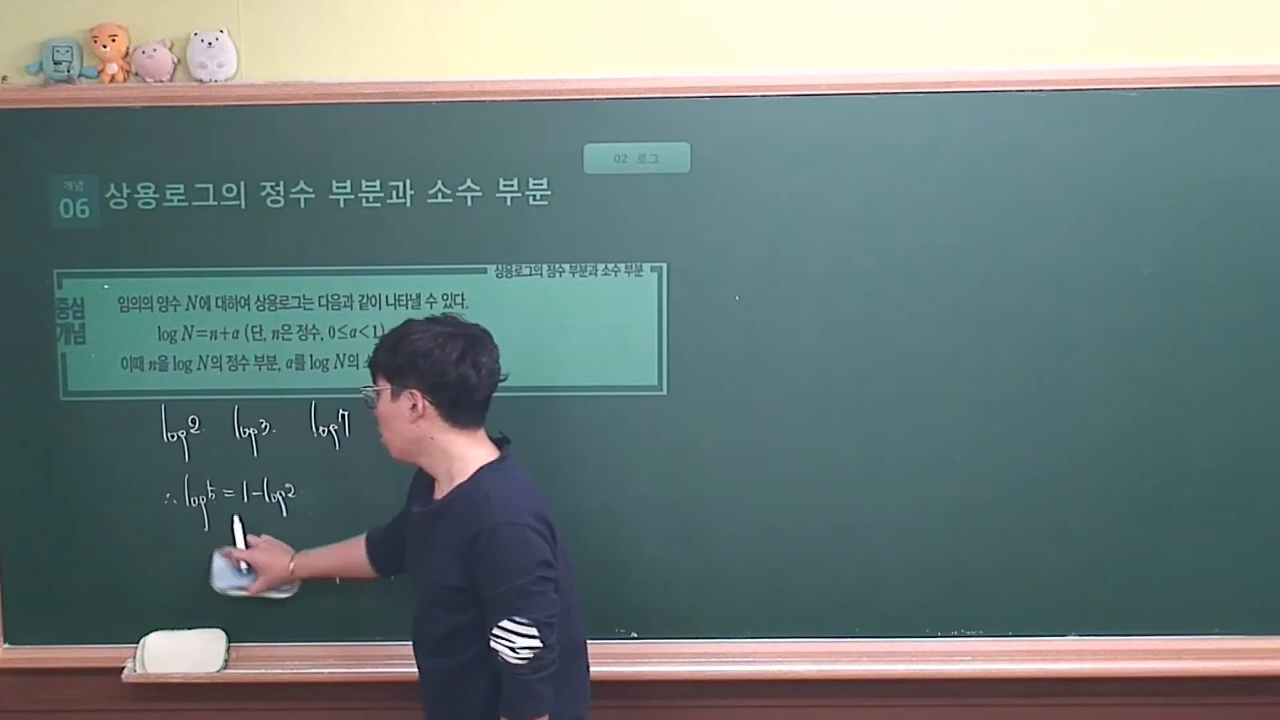 02 로그
개념
06 상용로그의 정수 부분과 소수 부분
상용로그의 정수 부분과 소수 부분
중심
개념
임의의 양수 N에 대하여 상용로그는 다음과 같이 나타낼 수 있다.
log N=n+a (단, n은 정수, 0≤a<1)
이때 n을 log N의 정수 부분, a를 log N의
log2 log3. log7
∴ log5 = 1-log2